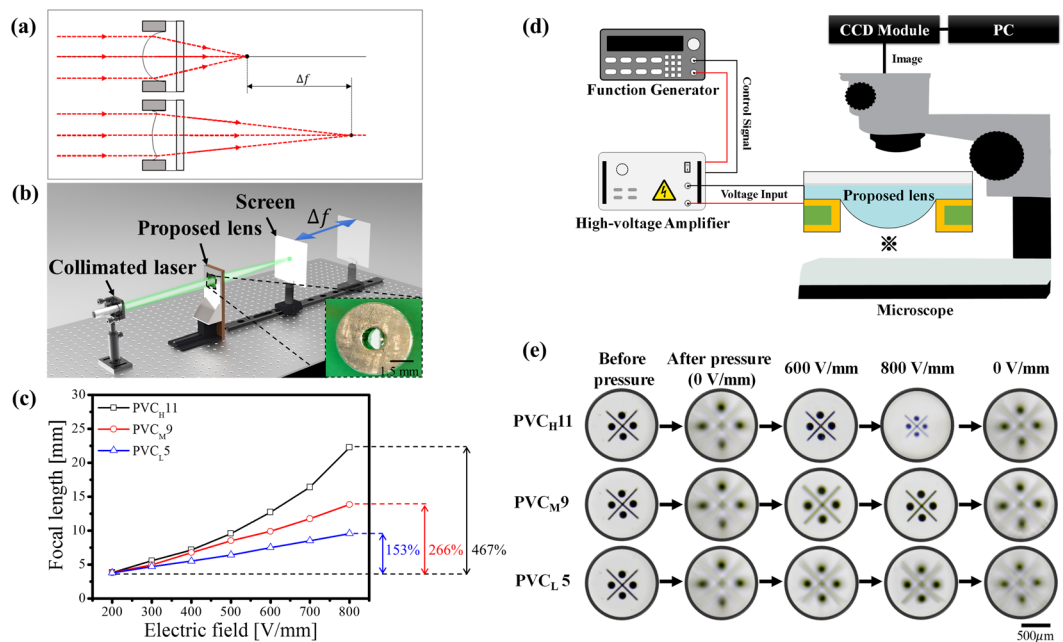 (a)
Δf
(b)
Screen
Δf
Proposed lens
Collimated laser
1.5 mm
(c)
Focal length [mm]
30
25
20
15
10
5
0
PVCH11
PVCM9
PVCL5
153%
266%
467%
200 300 400 500 600 700 800
Electric field [V/mm]
(d)
CCD Module
PC
Image
Function Generator
Control Signal
High-voltage Amplifier
Voltage Input
Proposed lens
※
Microscope
(e)
Before
pressure
After pressure
(0 V/mm)
600 V/mm
800 V/mm
0 V/mm
PVCH11
PVCM9
PVCL5
500μm